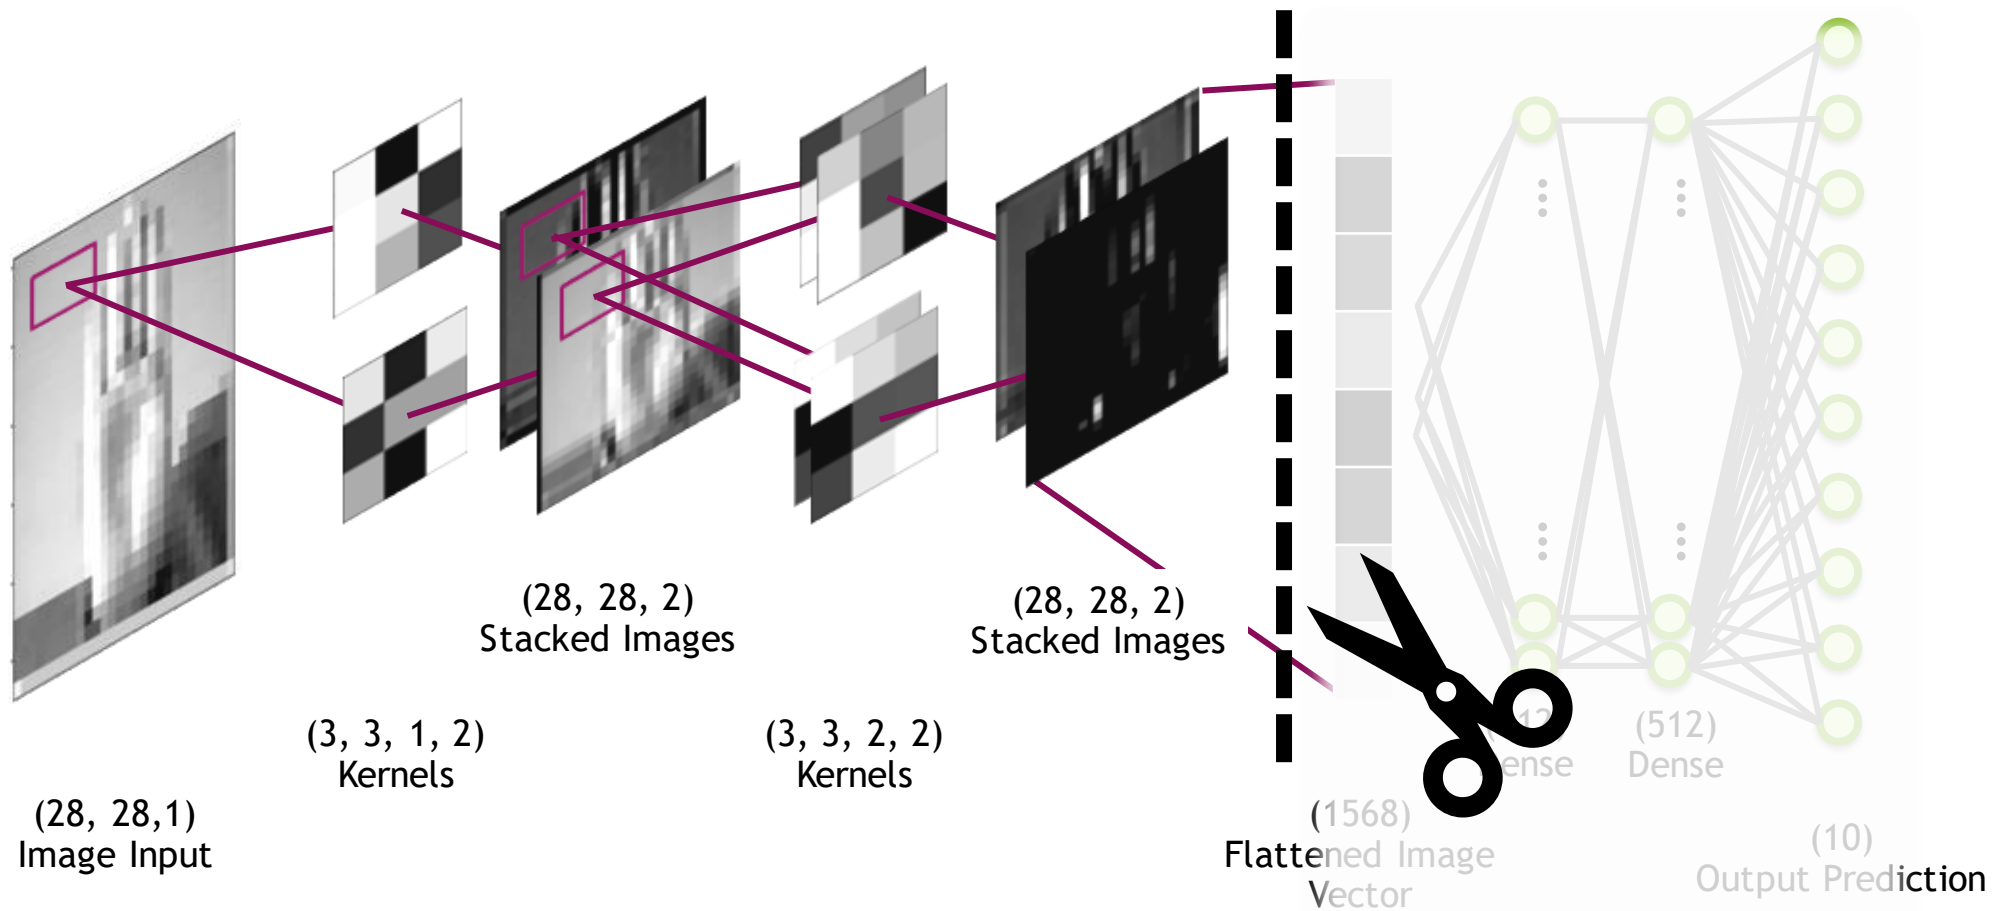 (28, 28, 2)
Stacked Images
(28, 28, 2)
Stacked Images
(3, 3, 1, 2)
Kernels
(3, 3, 2, 2)
Kernels
(512)
Dense
(28, 28,1)
Image Input
(1568)
Flattened Image
Vector
(10)
Output Prediction